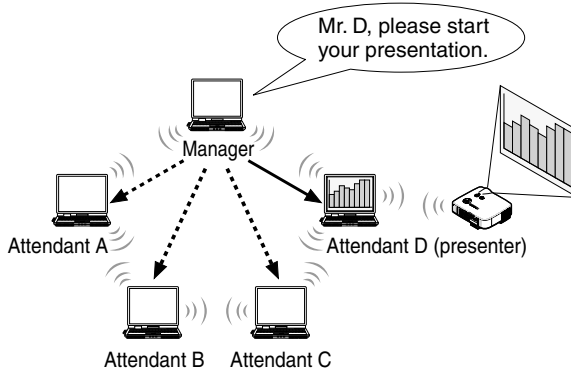 Mr. D, please start
your presentation.
Manager
Attendant A
Attendant D (presenter)
Attendant B
Attendant C